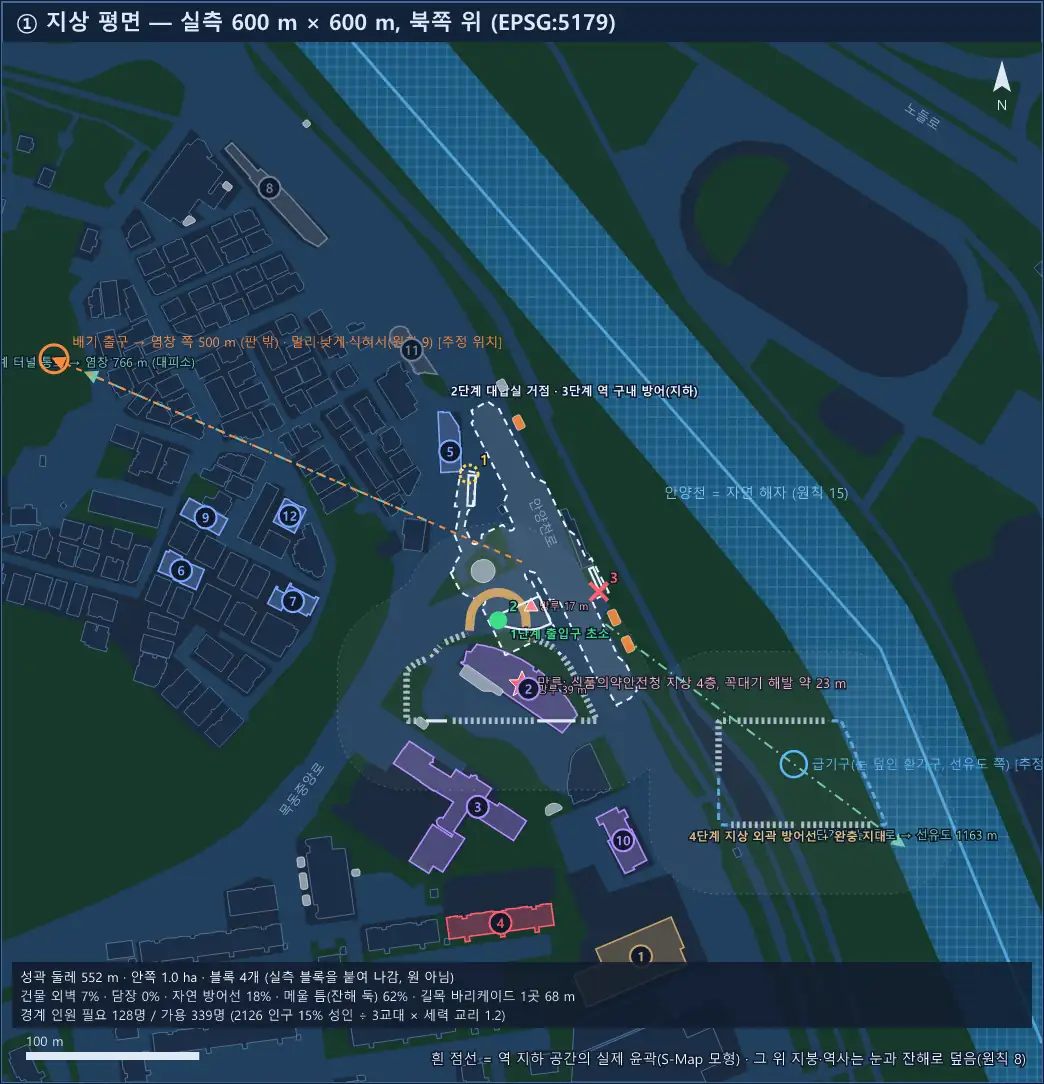 ① 지상 평면 — 실측 600 m × 600 m, 북쪽 위 (EPSG:5179)
N
노들로
8
배기 출구 → 염창 쪽 500 m (판 밖) · 멀리·낮게·식혀서(원칙 9) [추정 위치]
11
계 터널 통로 → 염창 766 m (대피소)
2단계 대합실 거점 · 3단계 역 구내 방어(지하)
5
1
안양천 = 자연 해자 (원칙 15)
안양천로
9
12
6
3
7
2
망루 17 m
1단계 출입구 초소
망루: 식품의약안전청 지상 4층, 꼭대기 해발 약 23 m
2
망루 39 m
급기구(눈 덮인 환기구, 선유도 쪽) [추정
목동중앙로
3
10
4단계 지상 외곽 방어선 · 완충 지대
→ 선유도 1163 m
4
1
성곽 둘레 552 m · 안쪽 1.0 ha · 블록 4개 (실측 블록을 붙여 나감, 원 아님)
건물 외벽 7% · 담장 0% · 자연 방어선 18% · 메울 틈(잔해 둑) 62% · 길목 바리케이드 1곳 68 m
경계 인원 필요 128명 / 가용 339명 (2126 인구 15% 성인 ÷ 3교대 × 세력 교리 1.2)
100 m
흰 점선 = 역 지하 공간의 실제 윤곽(S-Map 모형) · 그 위 지붕·역사는 눈과 잔해로 덮음(원칙 8)